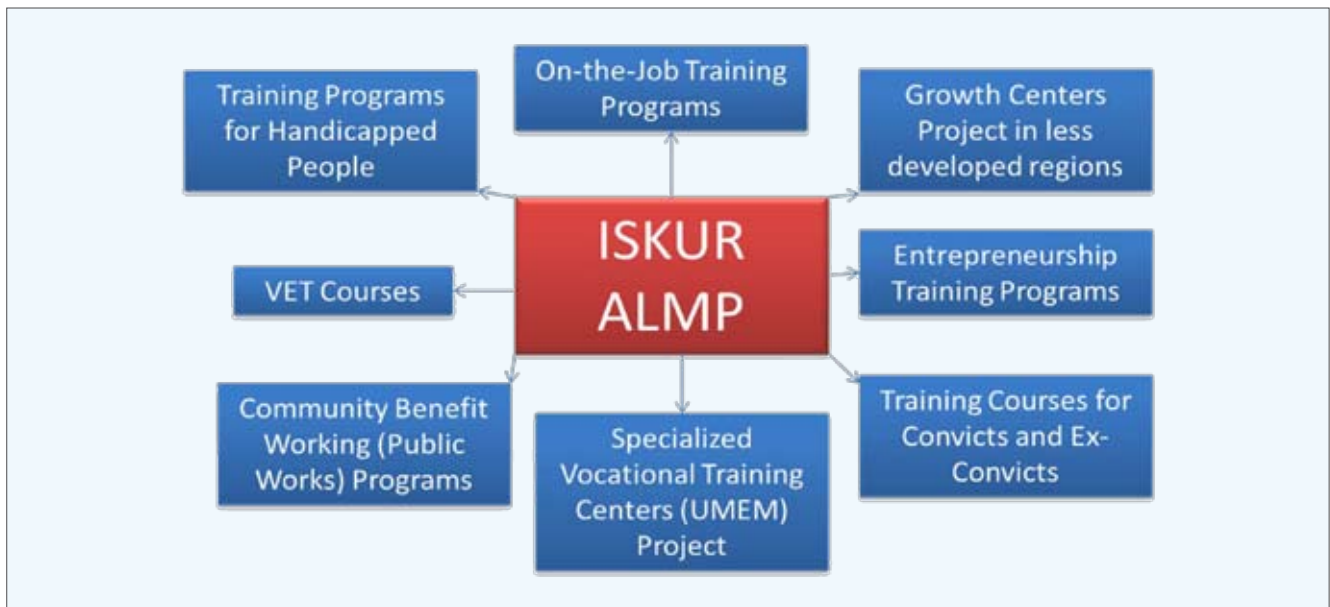 On-the-Job Training
Programs
Training Programs
for Handicapped
People
Growth Centers
Project in less
developed regions
ISKUR
ALMP
Entrepreneurship
Training Programs
VET Courses
Training Courses for
Convicts and Ex-
Convicts
Community Benefit
Working (Public
Works) Programs
Specialized
Vocational Training
Centers (UMEM)
Project